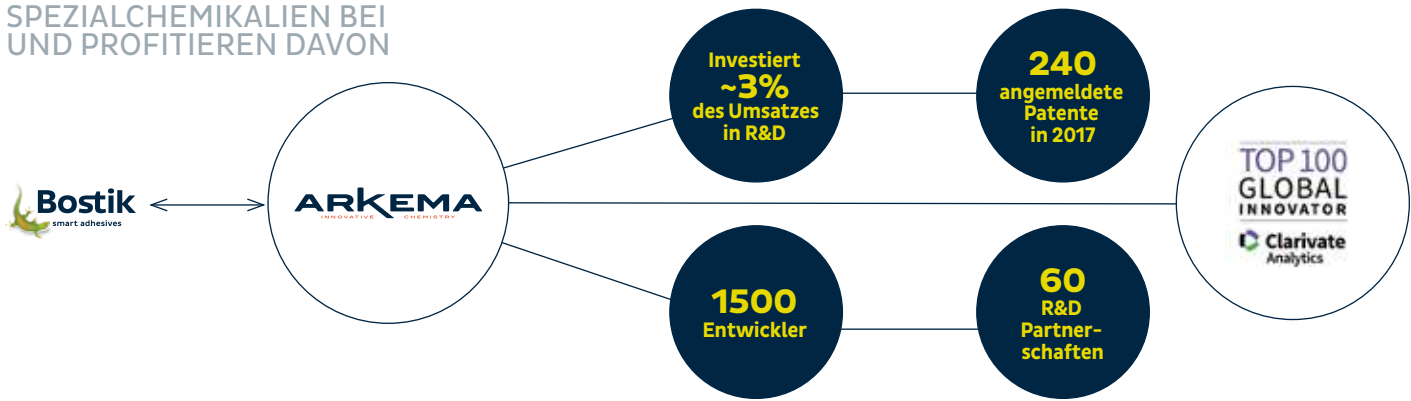 SPEZIALCHEMIKALIEN BEI
UND PROFITIEREN DAVON
Bostik
smart adhesives
ARKEMA
INNOVATIVE CHEMISTRY
Investiert
~3%
des Umsatzes
in R&D
240
angemeldete
Patente
in 2017
1500
Entwickler
60
R&D
Partner-
schaften
TOP 100
GLOBAL
INNOVATOR
Clarivate
Analytics